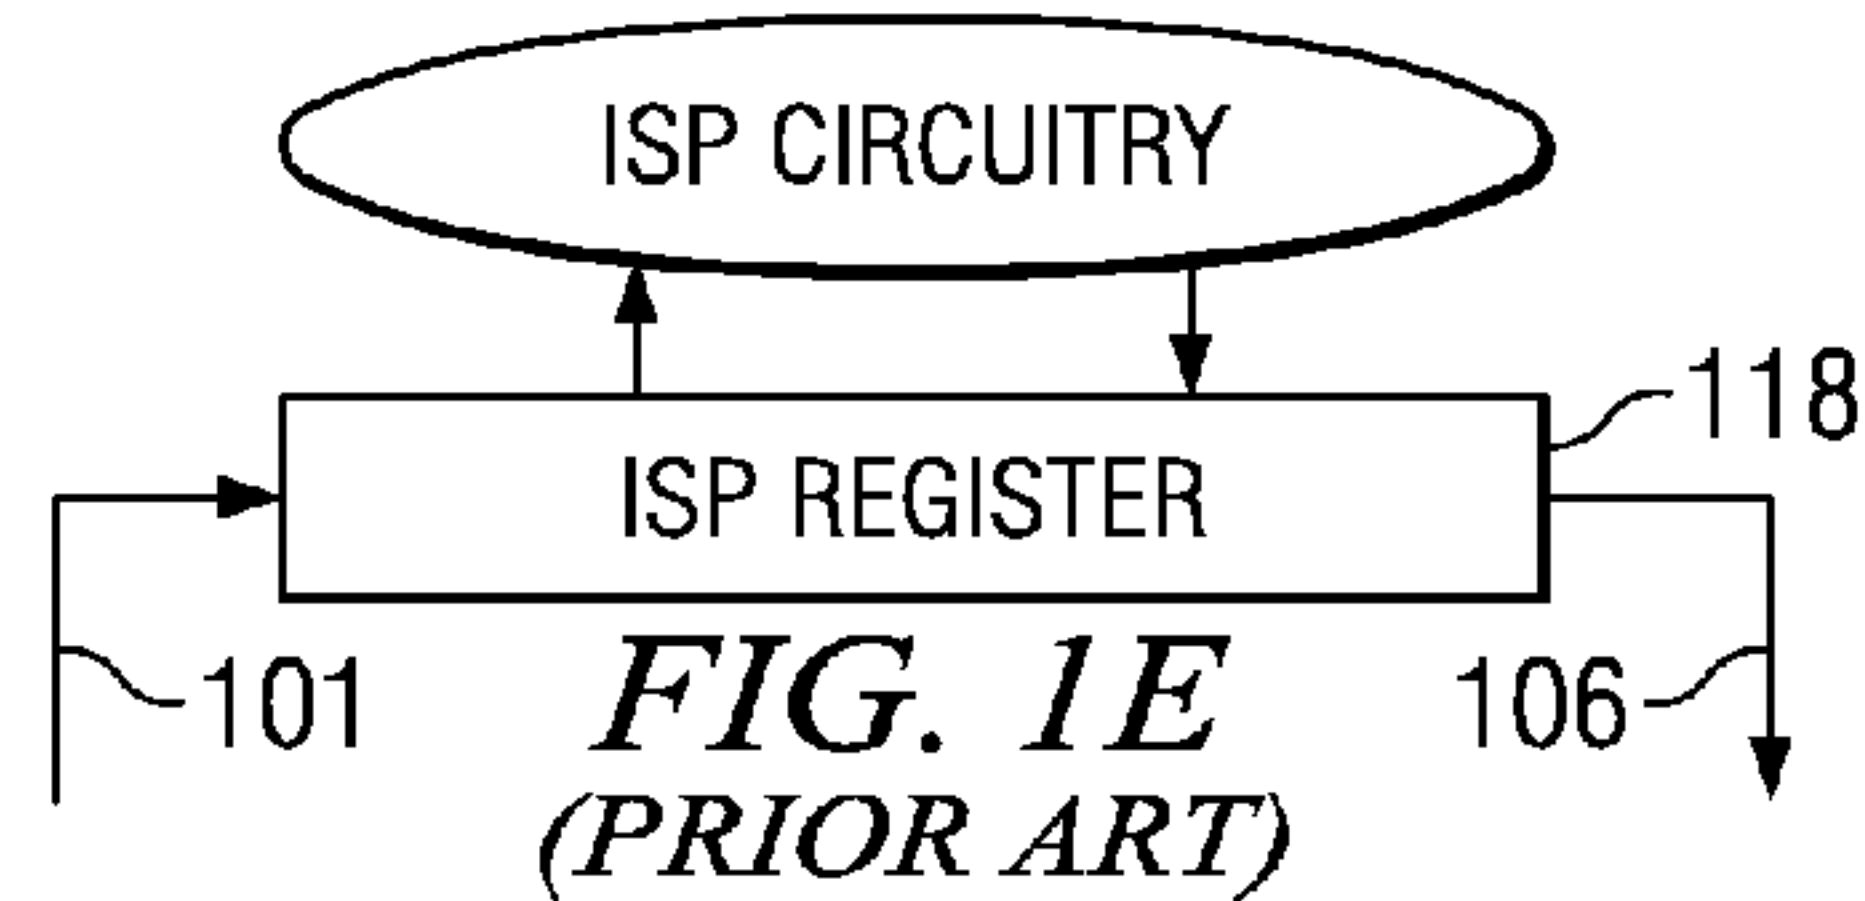 ISP CIRCUITRY
118
ISP REGISTER
101
106
FIG. 1E
(PRIOR ART)